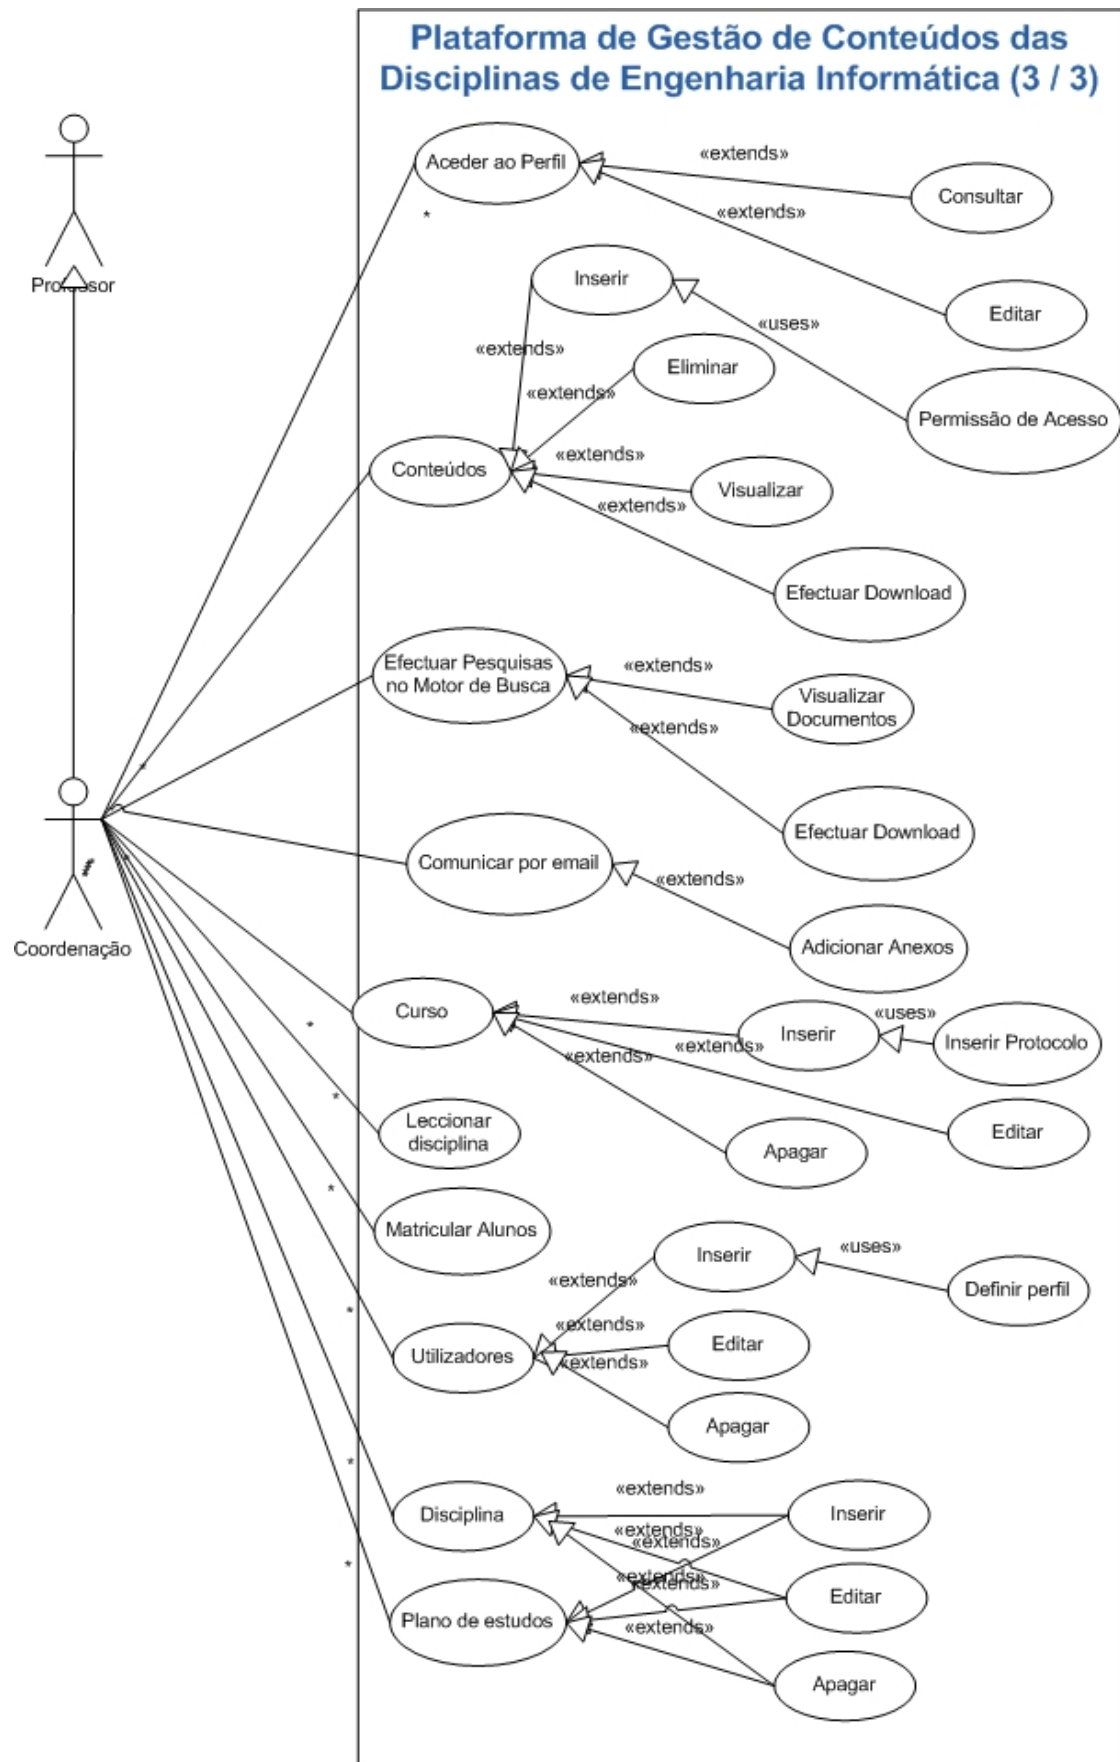 Plataforma de Gestão de Conteúdos das
Disciplinas de Engenharia Informática (3 / 3)
Aceder ao Perfil
«extends»
Consultar
«extends»
*
Editar
Professor
Inserir
«uses»
«extends»
Eliminar
«extends»
Permissão de Acesso
«extends»
Conteúdos
Visualizar
«extends»
Efectuar Download
Efectuar Pesquisas
no Motor de Busca
«extends»
Visualizar
Documentos
«extends»
*
Efectuar Download
*
Comunicar por email
«extends»
Adicionar Anexos
Coordenação
Curso
«extends»
«uses»
Inserir
Inserir Protocolo
*
«extends»
«extends»
Editar
Apagar
*
Leccionar
disciplina
*
Matricular Alunos
Inserir
«uses»
Definir perfil
«extends»
*
«extends»
Editar
Utilizadores
«extends»
Apagar
*
«extends»
Disciplina
Inserir
«extends»
«extends»
*
«extends»
«extends»
Editar
Plano de estudos
«extends»
Apagar